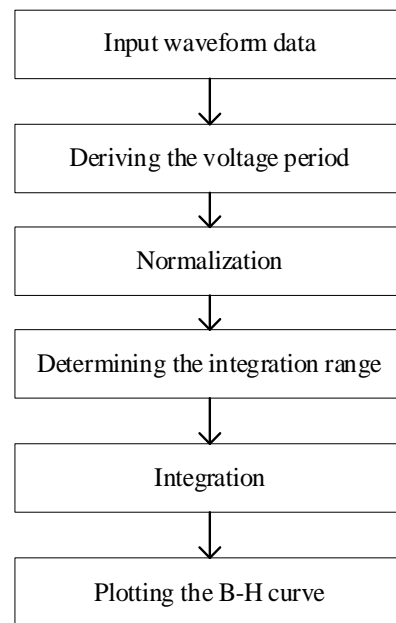 Input waveform data
Deriving the voltage period
Normalization
Determining the integration range
Integration
Plotting the B-H curve